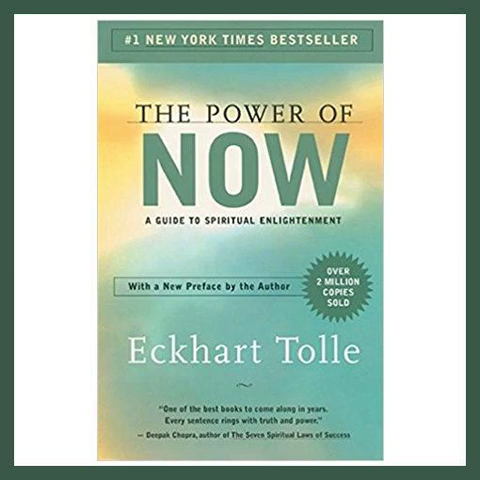 #1 NEW YORK TIMES BESTSELLER
THE POWER OF
NOW
A GUIDE TO SPIRITUAL ENLIGHTENMENT
With a New Preface by the Author
OVER
2 MILLION
COPIES
SOLD
Eckhart Tolle
"One of the best books to come along in years.
Every sentence rings with truth and power."
— Deepak Chopra, author of The Seven Spiritual Laws of Success